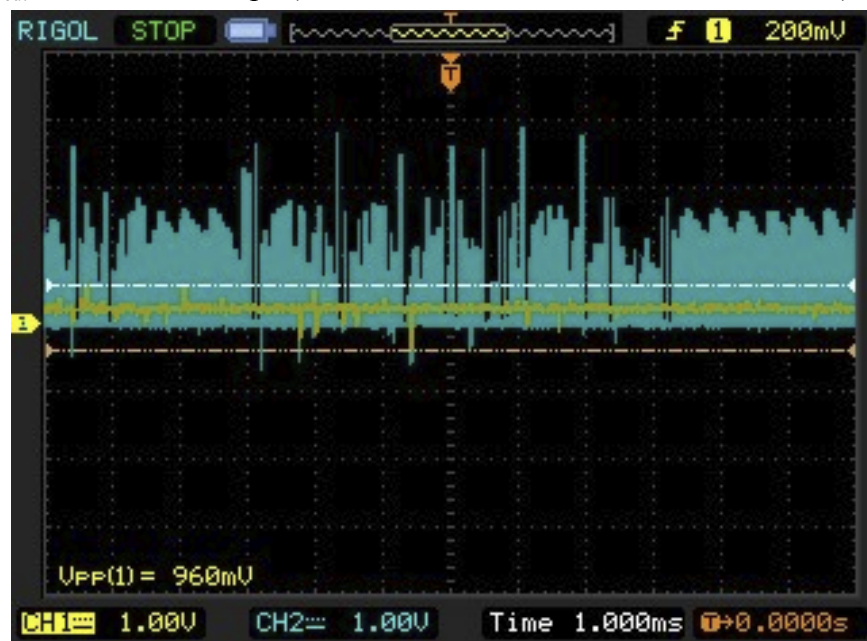 RIGOL STOP T f 1 200mV
T
1
Vpp(1)= 960mV
CH1 1.00V CH2 1.00V Time 1.000ms T→0.0000s